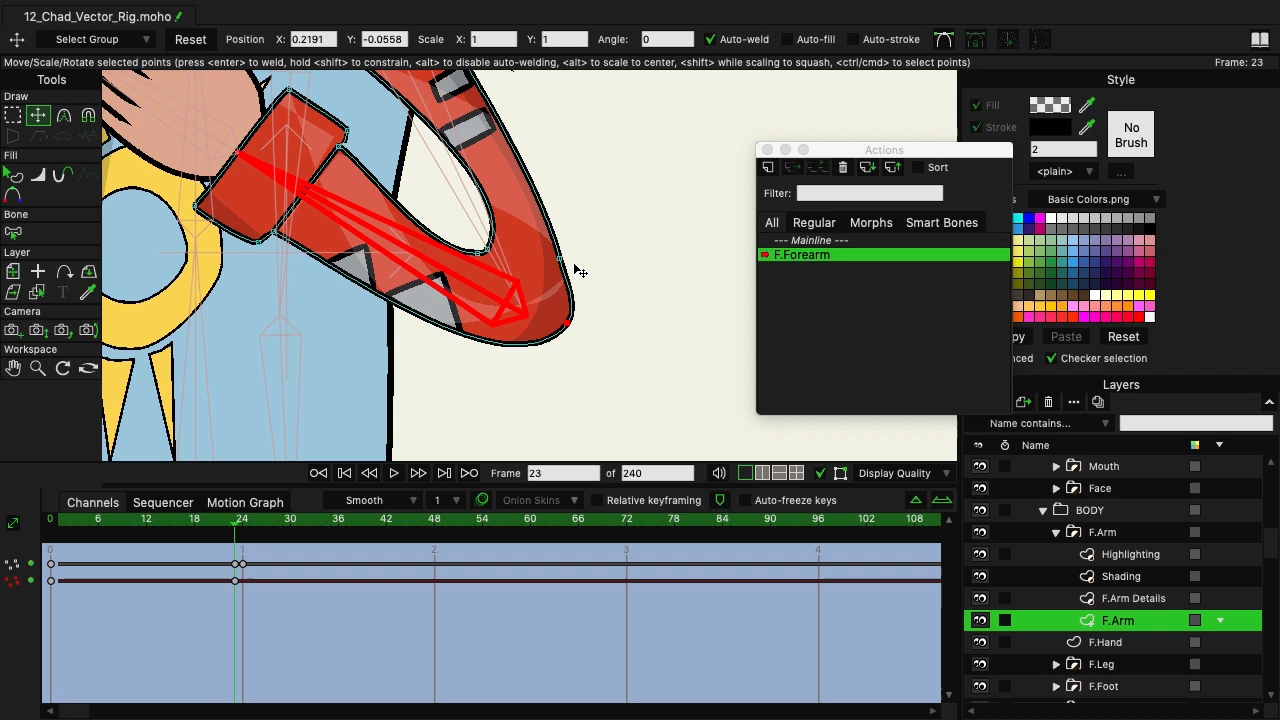 12_Chad_Vector_Rig.moho
Select Group Reset Position X: 0.2191 Y: -0.0558 Scale X: 1 Y: 1 Angle: 0 Auto-weld Auto-fill Auto-stroke
Move/Scale/Rotate selected points (press <enter> to weld, hold <shift> to constrain, <alt> to disable auto-welding, <alt> to scale to center, <shift> while scaling to squash, <ctrl/cmd> to select points) Frame: 23
Tools
Style
Draw
Fill
Stroke
No
Brush
2
<plain> ...
Fill
Bone
Layer
Camera
Workspace
Actions
Sort
Filter:
All Regular Morphs Smart Bones
--- Mainline ---
F.Forearm
s Basic Colors.png
py Paste Reset
nced Checker selection
Layers
Name contains...
Name
Mouth
Face
BODY
F.Arm
Highlighting
Shading
F.Arm Details
F.Arm
F.Hand
F.Leg
F.Foot
Frame 23 of 240 Display Quality
Channels Sequencer Motion Graph Smooth 1 Onion Skins Relative keyframing Auto-freeze keys
0 6 12 18 24 30 36 42 48 54 60 66 72 78 84 90 96 102 108
0 1 2 3 4